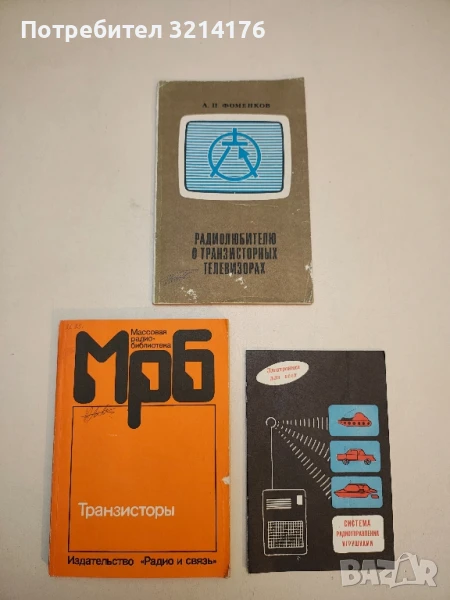 Потребител 3214176
А. П. ФОМЕНКОВ
РАДИОЛЮБИТЕЛЮ
О ТРАНЗИСТОРНЫХ
ТЕЛЕВИЗОРАХ
Массовая
радио-
библиотека
Мрб
Транзисторы
Издательство «Радио и связь»
Электроника
для всех
СИСТЕМА
РАДИОУПРАВЛЕНИЯ
ИГРУШКАМИ
BAZAR